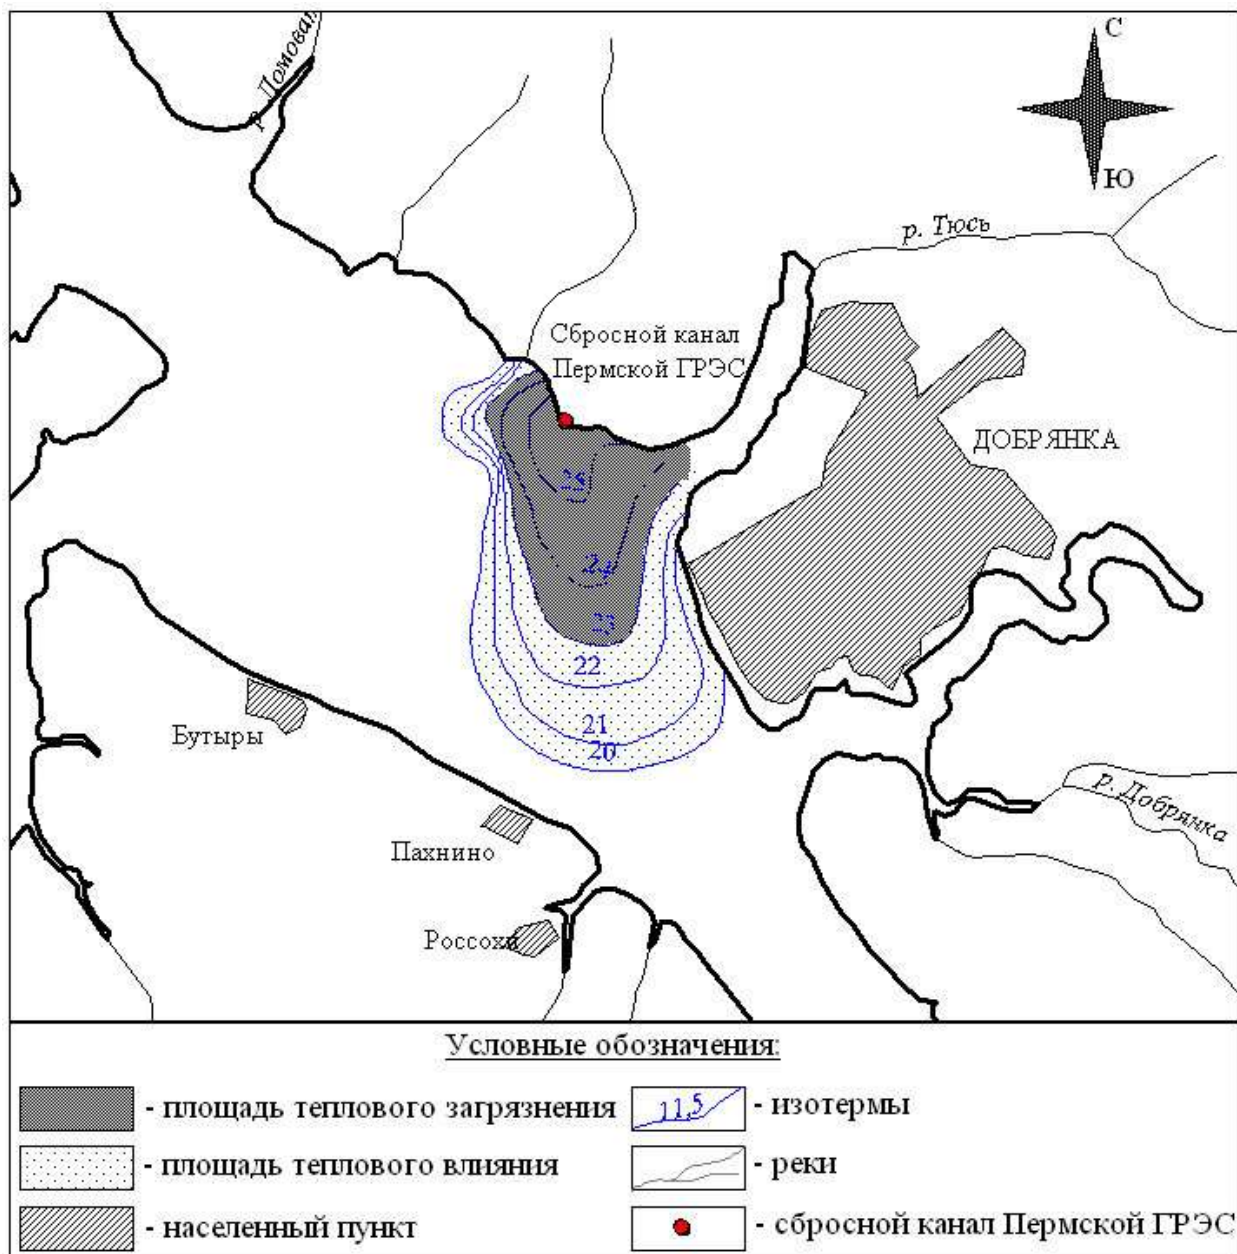 С
р. Ломовая
Ю
р. Тюсь
Сбросной канал
Пермской ГРЭС
ДОБРЯНКА
25
24
23
22
21
20
Бутыры
р. Добрянка
Пахнино
Россохи
Условные обозначения:
- площадь теплового загрязнения
11,5 - изотермы
- площадь теплового влияния
- реки
- населенный пункт
- сбросной канал Пермской ГРЭС